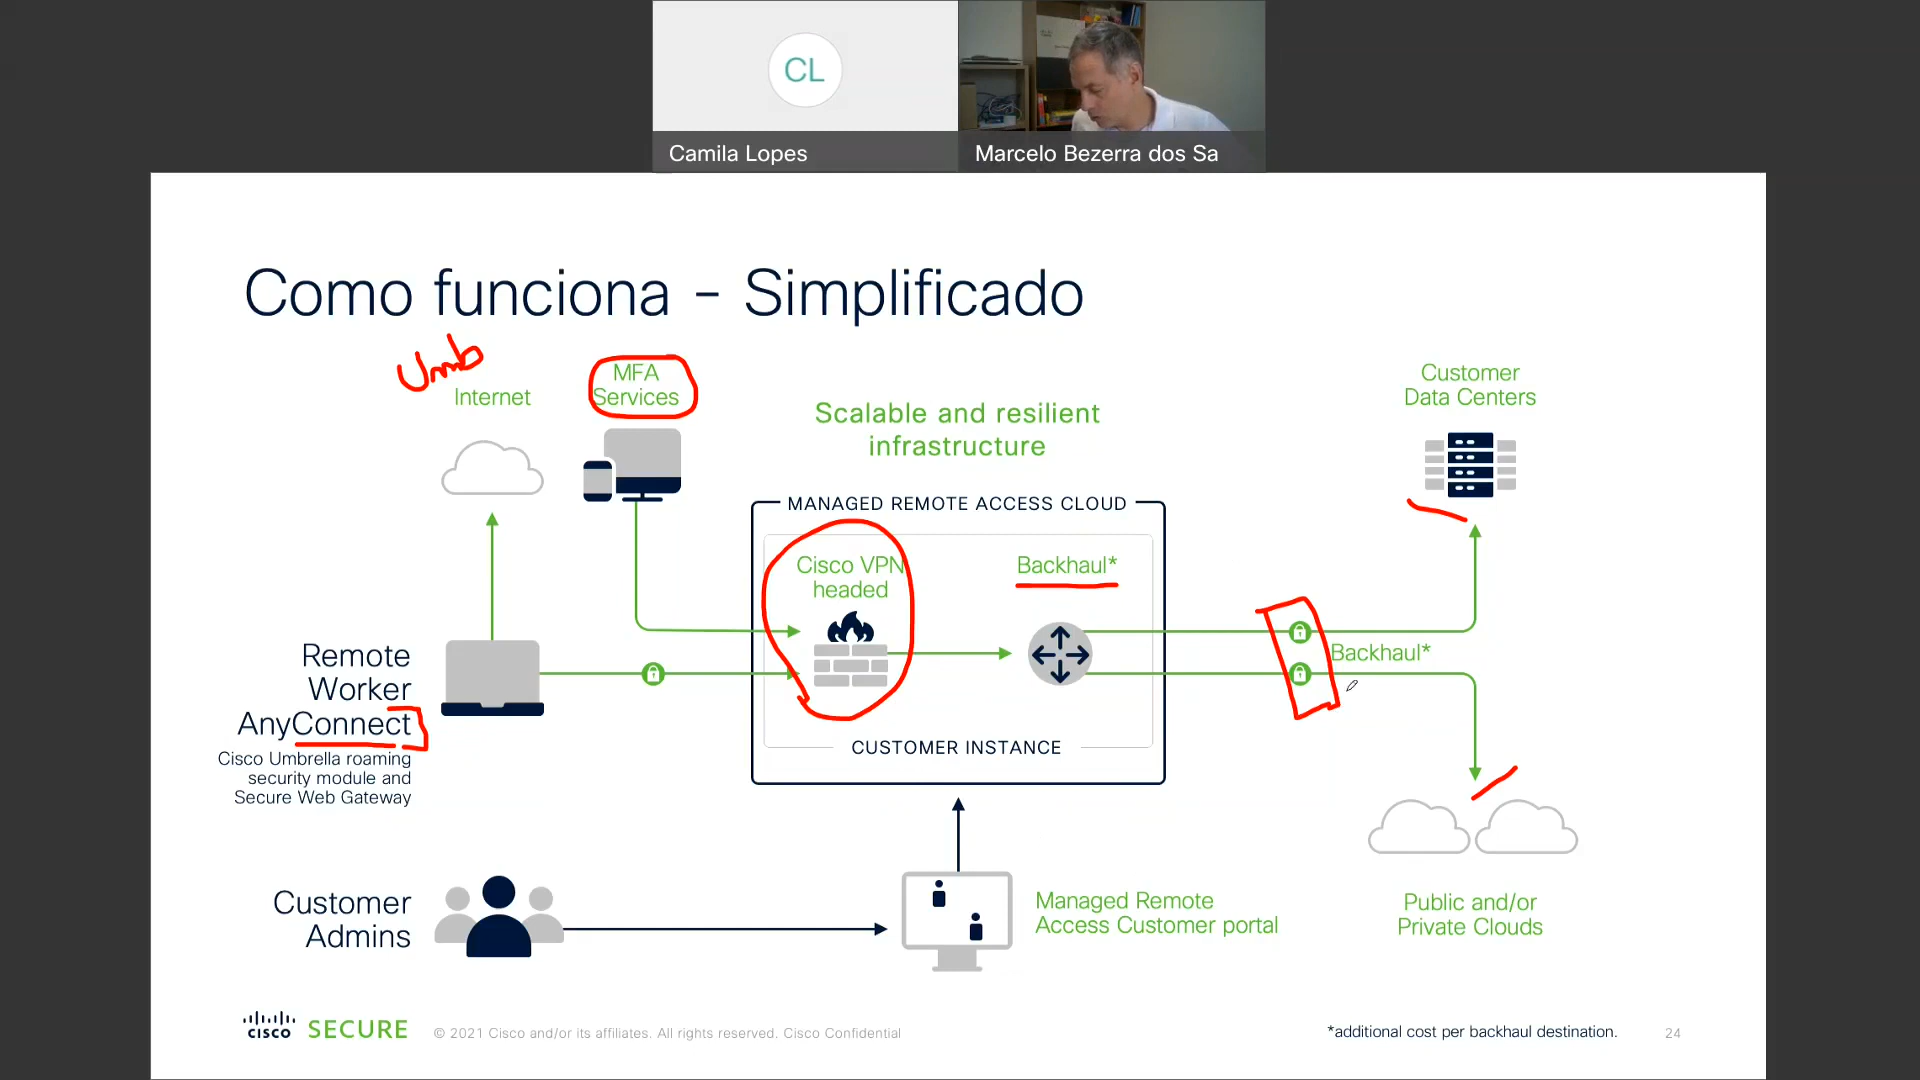 CL
Camila Lopes
Marcelo Bezerra dos Sa
Como funciona - Simplificado
Umb
Internet
MFA
Services
Scalable and resilient
infrastructure
Customer
Data Centers
MANAGED REMOTE ACCESS CLOUD
Cisco VPN
headed
Backhaul*
Backhaul*
CUSTOMER INSTANCE
Remote
Worker
AnyConnect
Cisco Umbrella roaming
security module and
Secure Web Gateway
Customer
Admins
Managed Remote
Access Customer portal
Public and/or
Private Clouds
CISCO SECURE
© 2021 Cisco and/or its affiliates. All rights reserved. Cisco Confidential
*additional cost per backhaul destination.
24